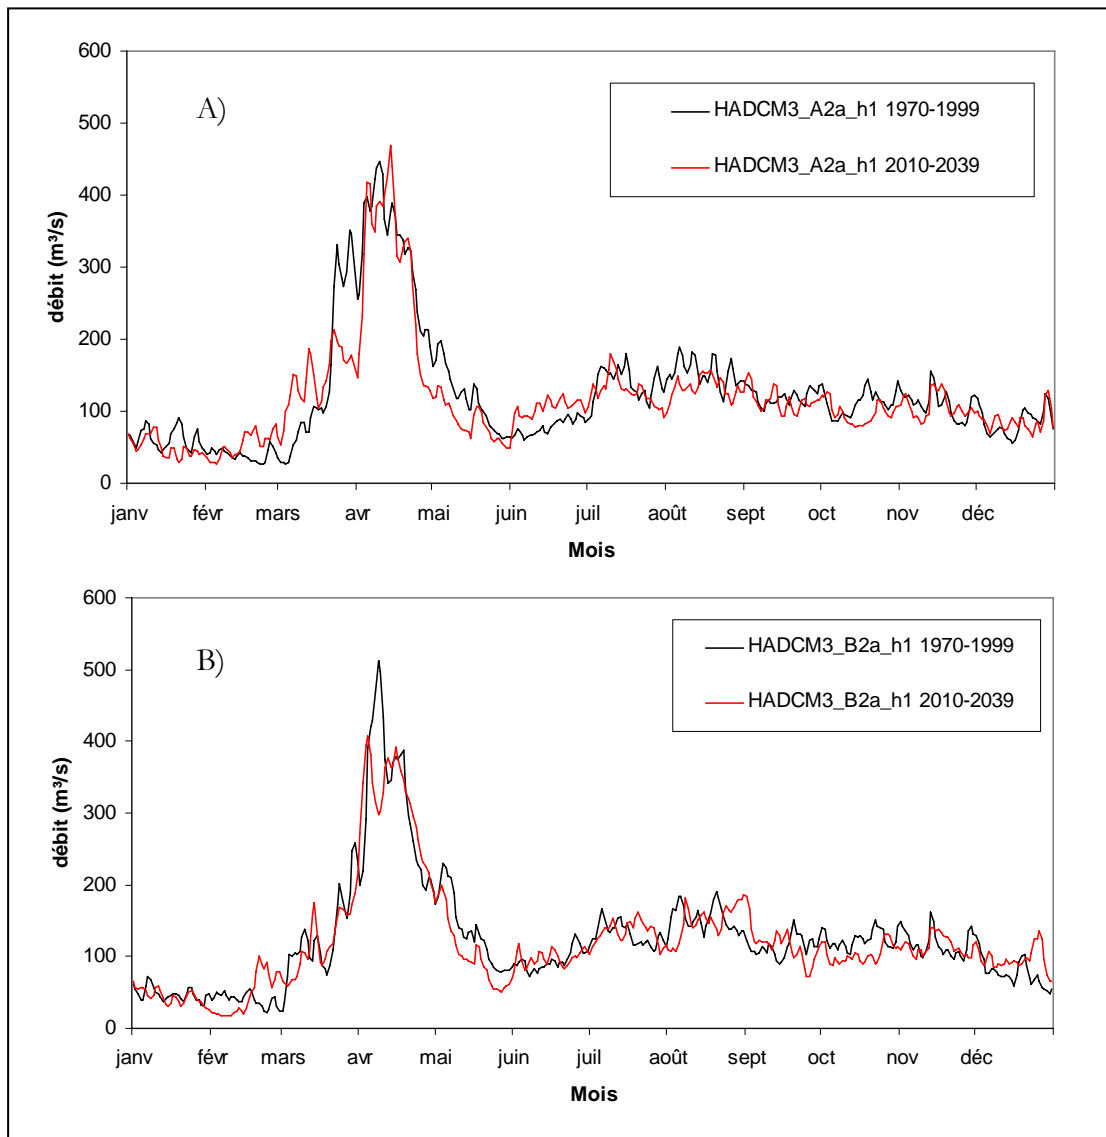 A)
HADCM3_A2a_h1 1970-1999
HADCM3_A2a_h1 2010-2039
débit (m³/s)
600
500
400
300
200
100
0
janv févr mars avr mai juin juil août sept oct nov déc
Mois
B)
HADCM3_B2a_h1 1970-1999
HADCM3_B2a_h1 2010-2039
débit (m³/s)
600
500
400
300
200
100
0
janv févr mars avr mai juin juil août sept oct nov déc
Mois